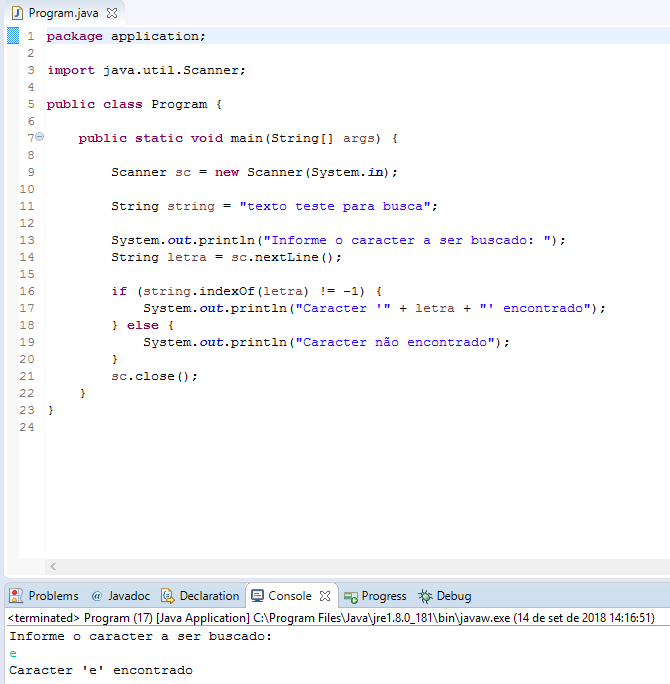 Program.java
1 package application;
2
3 import java.util.Scanner;
4
5 public class Program {
6
7 public static void main(String[] args) {
8
9 Scanner sc = new Scanner(System.in);
10
11 String string = "texto teste para busca";
12
13 System.out.println("Informe o caracter a ser buscado: ");
14 String letra = sc.nextLine();
15
16 if (string.indexOf(letra) != -1) {
17 System.out.println("Caracter '" + letra + "' encontrado");
18 } else {
19 System.out.println("Caracter não encontrado");
20 }
21 sc.close();
22 }
23 }
24
Problems @ Javadoc Declaration Console Progress Debug
<terminated> Program (17) [Java Application] C:\Program Files\Java\jre1.8.0_181\bin\javaw.exe (14 de set de 2018 14:16:51)
Informe o caracter a ser buscado:
e
Caracter 'e' encontrado